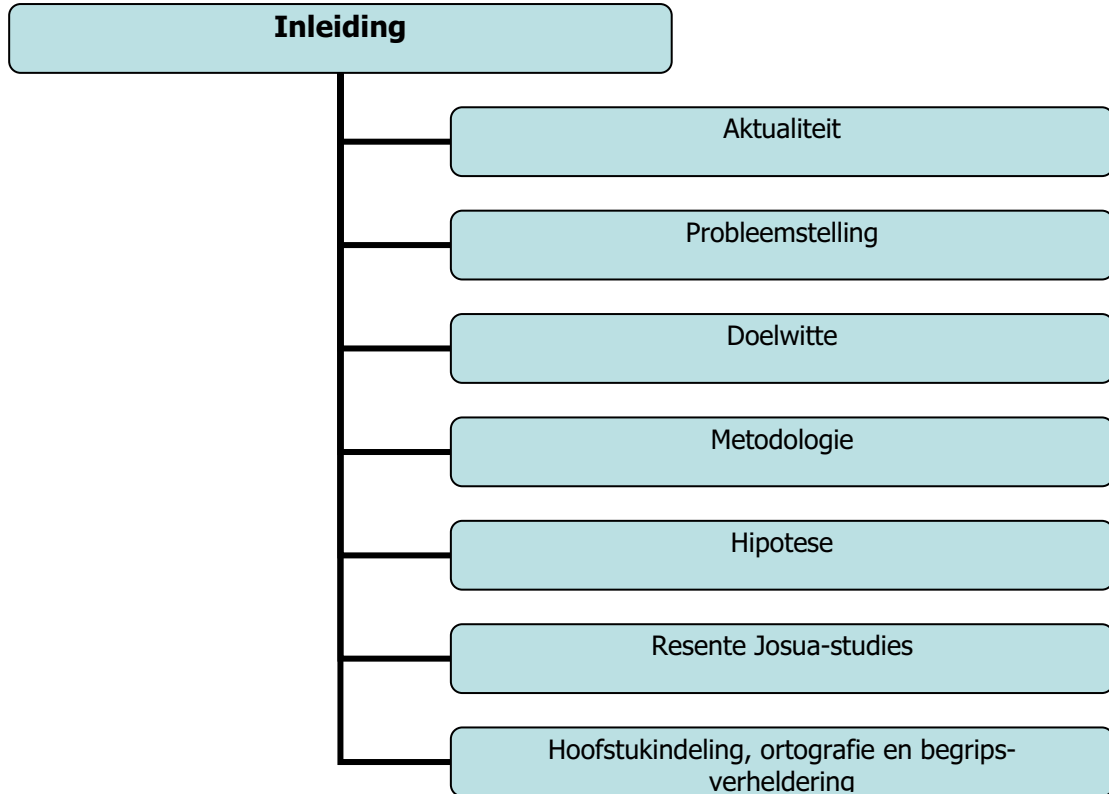 Inleiding
Aktualiteit
Probleemstelling
Doelwitte
Metodologie
Hipotese
Resente Josua-studies
Hoofstukindeling, ortografie en begrips-
verheldering